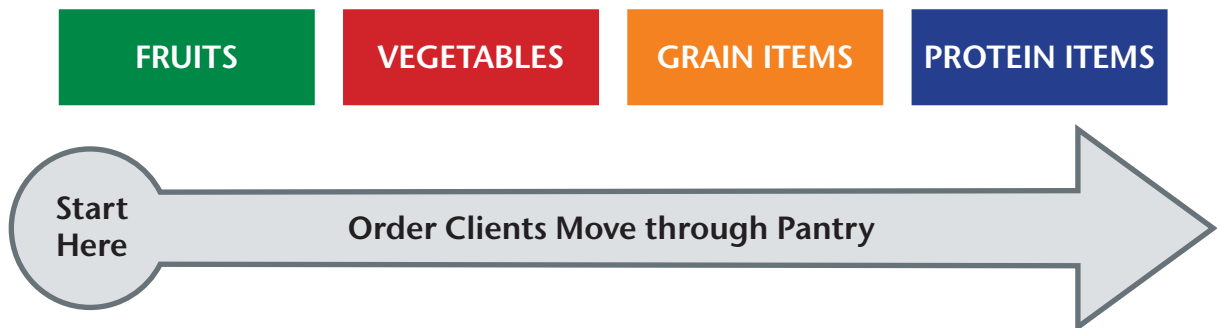 FRUITS
VEGETABLES
GRAIN ITEMS
PROTEIN ITEMS
Start
Here
Order Clients Move through Pantry